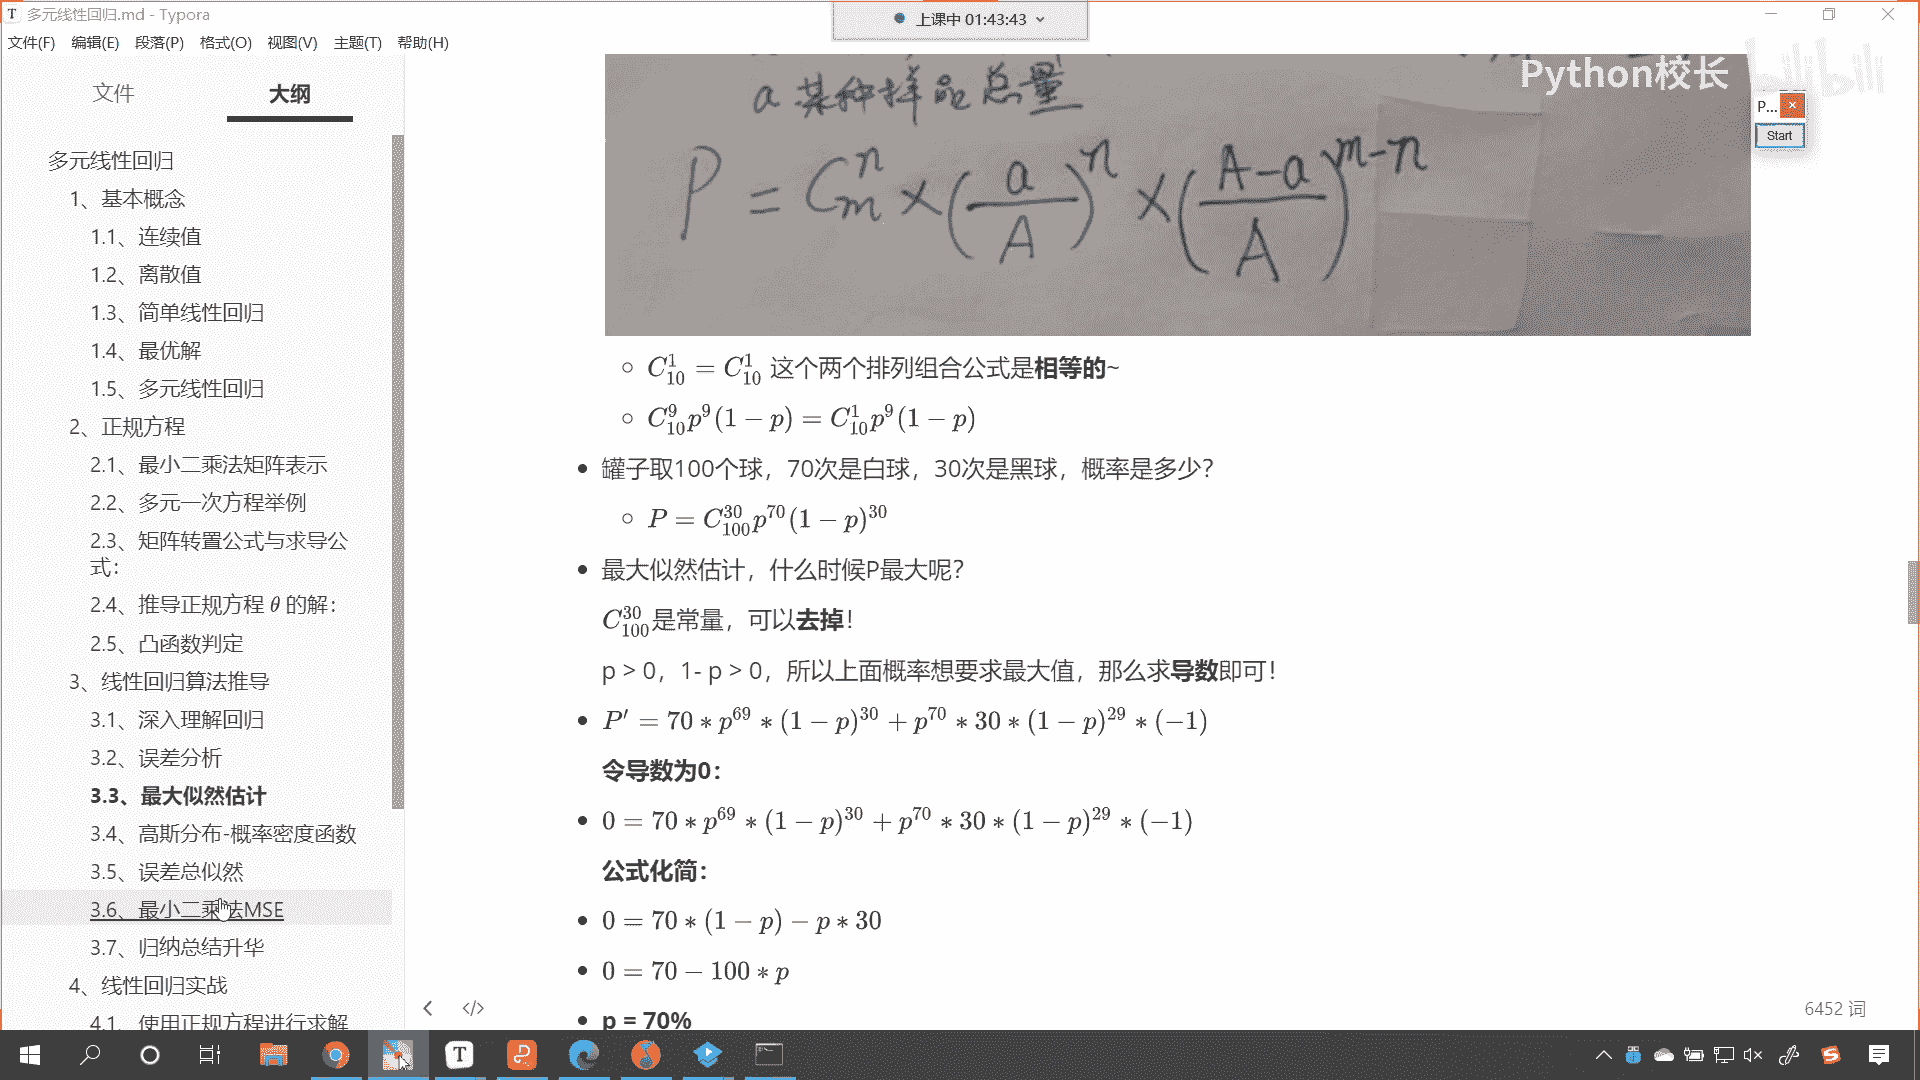 多元线性回归.md - Typora
上课中 01:43:43
文件(F) 编辑(E) 段落(P) 格式(O) 视图(V) 主题(T) 帮助(H)
文件 大纲
多元线性回归
1、基本概念
1.1、连续值
1.2、离散值
1.3、简单线性回归
1.4、最优解
1.5、多元线性回归
2、正规方程
2.1、最小二乘法矩阵表示
2.2、多元一次方程举例
2.3、矩阵转置公式与求导公
式:
2.4、推导正规方程 θ 的解:
2.5、凸函数判定
3、线性回归算法推导
3.1、深入理解回归
3.2、误差分析
3.3、最大似然估计
3.4、高斯分布-概率密度函数
3.5、误差总似然
3.6、最小二乘法MSE
3.7、归纳总结升华
4、线性回归实战
4.1、使用正规方程进行求解
Python校长 bilibili
P...
Start
a 某种样品总量
P = C_m^n × (a/A)^n × ((A-a)/A)^{m-n}
C_{10}^1 = C_{10}^1 这个两个排列组合公式是相等的~
C_{10}^9 p^9 (1 − p) = C_{10}^1 p^9 (1 − p)
罐子取100个球，70次是白球，30次是黑球，概率是多少？
P = C_{100}^{30} p^{70} (1 − p)^{30}
最大似然估计，什么时候P最大呢？
C_{100}^{30} 是常量，可以去掉！
p > 0，1- p > 0，所以上面概率想要求最大值，那么求导数即可！
P′ = 70 ∗ p^{69} ∗ (1 − p)^{30} + p^{70} ∗ 30 ∗ (1 − p)^{29} ∗ (−1)
令导数为0：
0 = 70 ∗ p^{69} ∗ (1 − p)^{30} + p^{70} ∗ 30 ∗ (1 − p)^{29} ∗ (−1)
公式化简：
0 = 70 ∗ (1 − p) − p ∗ 30
0 = 70 − 100 ∗ p
p = 70%
6452 词